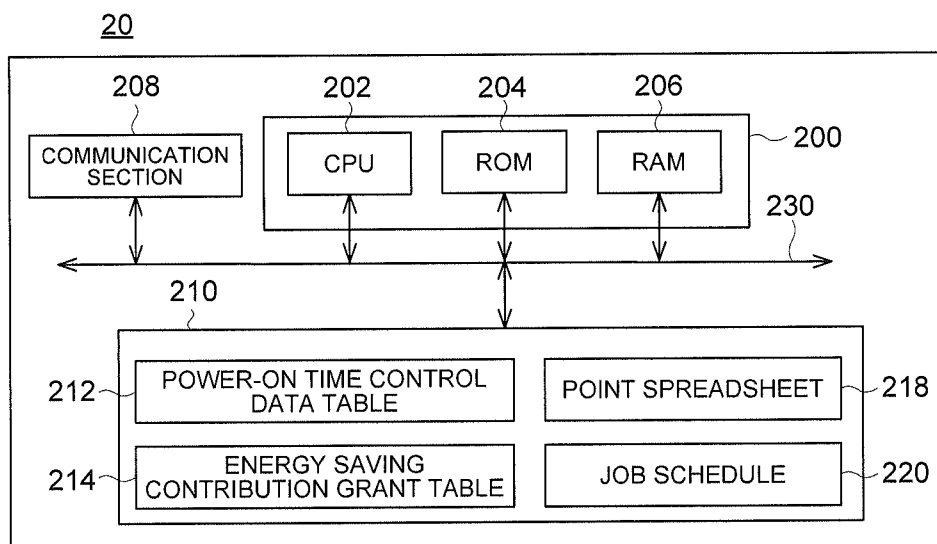 20
208
202
204
206
COMMUNICATION
SECTION
CPU
ROM
RAM
200
230
210
212
POWER-ON TIME CONTROL
DATA TABLE
POINT SPREADSHEET
218
214
ENERGY SAVING
CONTRIBUTION GRANT TABLE
JOB SCHEDULE
220